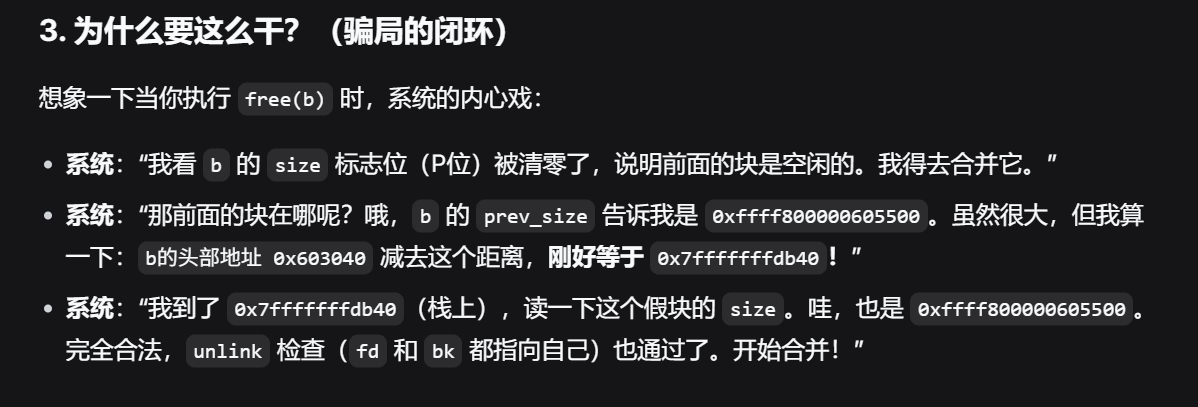 3. 为什么要这么干？（骗局的闭环）
想象一下当你执行 free(b) 时，系统的内心戏：
• 系统：“我看 b 的 size 标志位（P位）被清零了，说明前面的块是空闲的。我得去合并它。”
• 系统：“那前面的块在哪呢？哦，b 的 prev_size 告诉我是 0xffff800000605500。虽然很大，但我算
一下：b的头部地址 0x603040 减去这个距离，刚好等于 0x7fffffffdb40！”
• 系统：“我到了 0x7fffffffdb40（栈上），读一下这个假块的 size。哇，也是 0xffff800000605500。
完全合法，unlink 检查（fd 和 bk 都指向自己）也通过了。开始合并！”